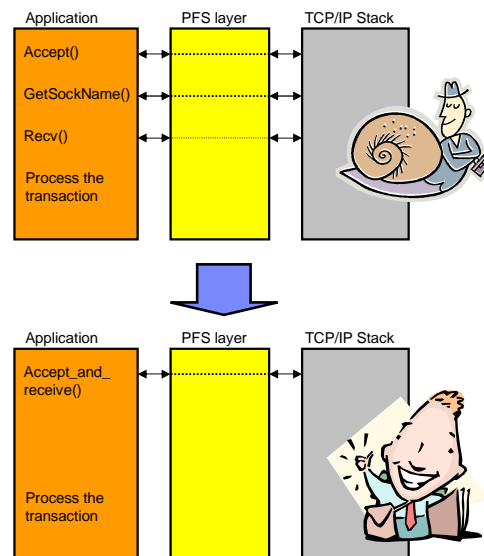 Application PFS layer TCP/IP Stack
Accept()
GetSockName()
Recv()
Process the
transaction
Application PFS layer TCP/IP Stack
Accept_and_
receive()
Process the
transaction